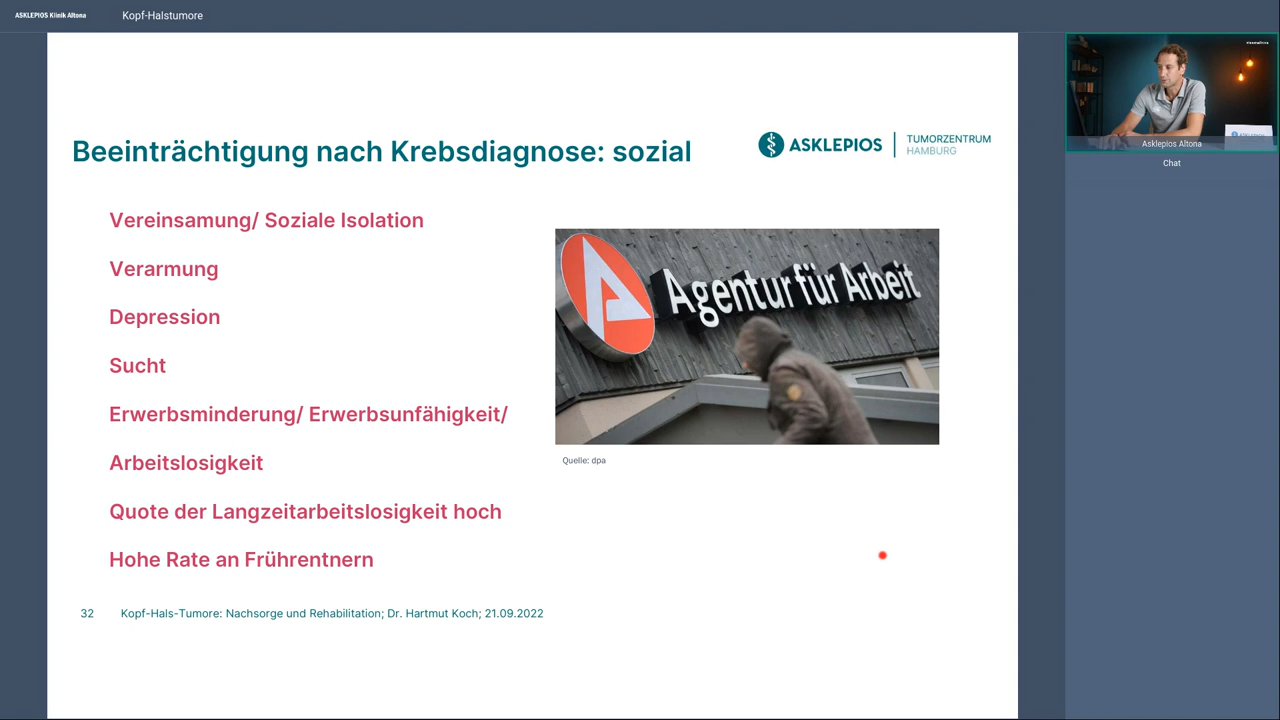 ASKLEPIOS Klinik Altona
Kopf-Halstumore
Beeinträchtigung nach Krebsdiagnose: sozial
ASKLEPIOS
TUMORZENTRUM
HAMBURG
Vereinsamung/ Soziale Isolation
Verarmung
Depression
Sucht
Erwerbsminderung/ Erwerbsunfähigkeit/
Arbeitslosigkeit
Quote der Langzeitarbeitslosigkeit hoch
Hohe Rate an Frührentnern
Agentur für Arbeit
Quelle: dpa
32 Kopf-Hals-Tumore: Nachsorge und Rehabilitation; Dr. Hartmut Koch; 21.09.2022
Asklepios Altona
Chat